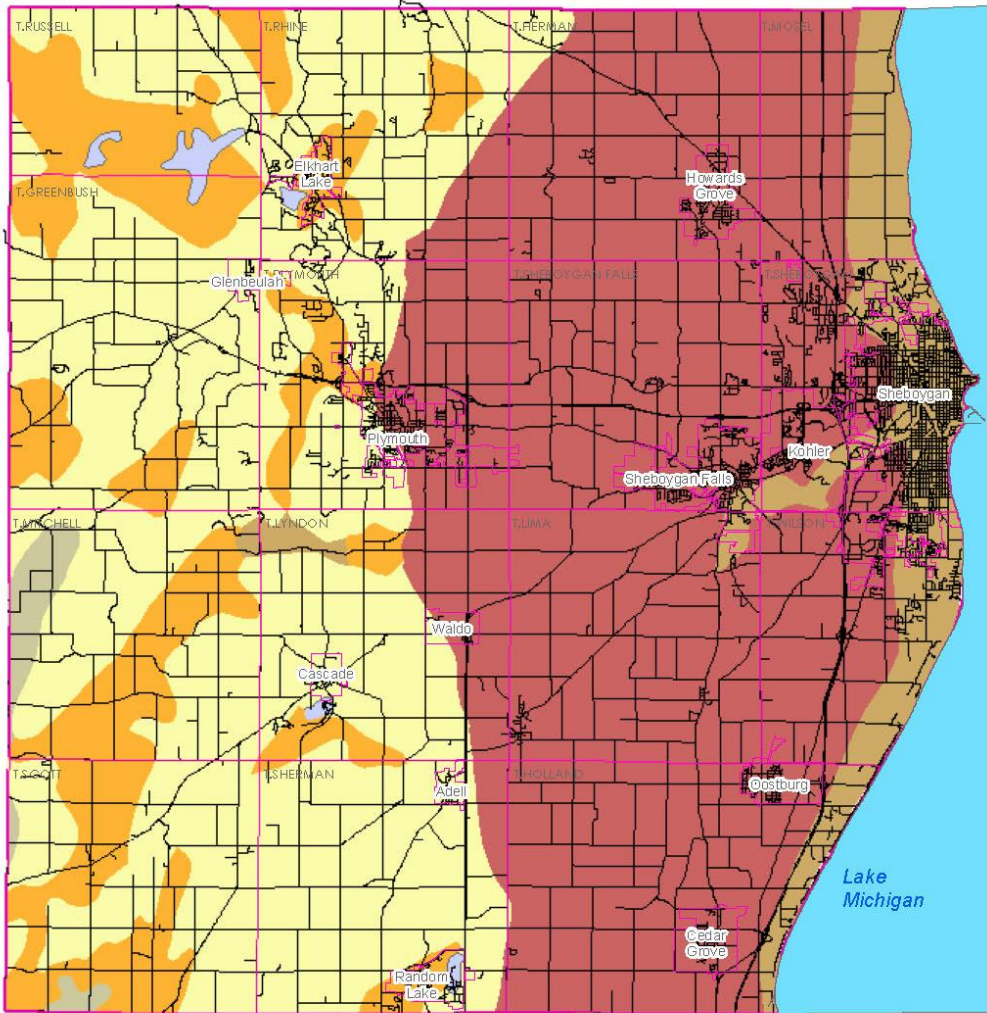 T.RUSSELL
T.RHINE
T.HERMAN
T.MOSEL
Elkhart
Lake
Howards
Grove
T.GREENBUSH
T.PLYMOUTH
T.SHEBOYGAN FALLS
T.SHEBOYGAN
Glenbeulah
Sheboygan
Plymouth
Kohler
Sheboygan Falls
T.MITCHELL
T.LYNDON
T.LIMA
T.WILSON
Waldo
Cascade
T.SCOTT
T.SHERMAN
T.HOLLAND
Adell
Oostburg
Lake
Michigan
Cedar
Grove
Random
Lake